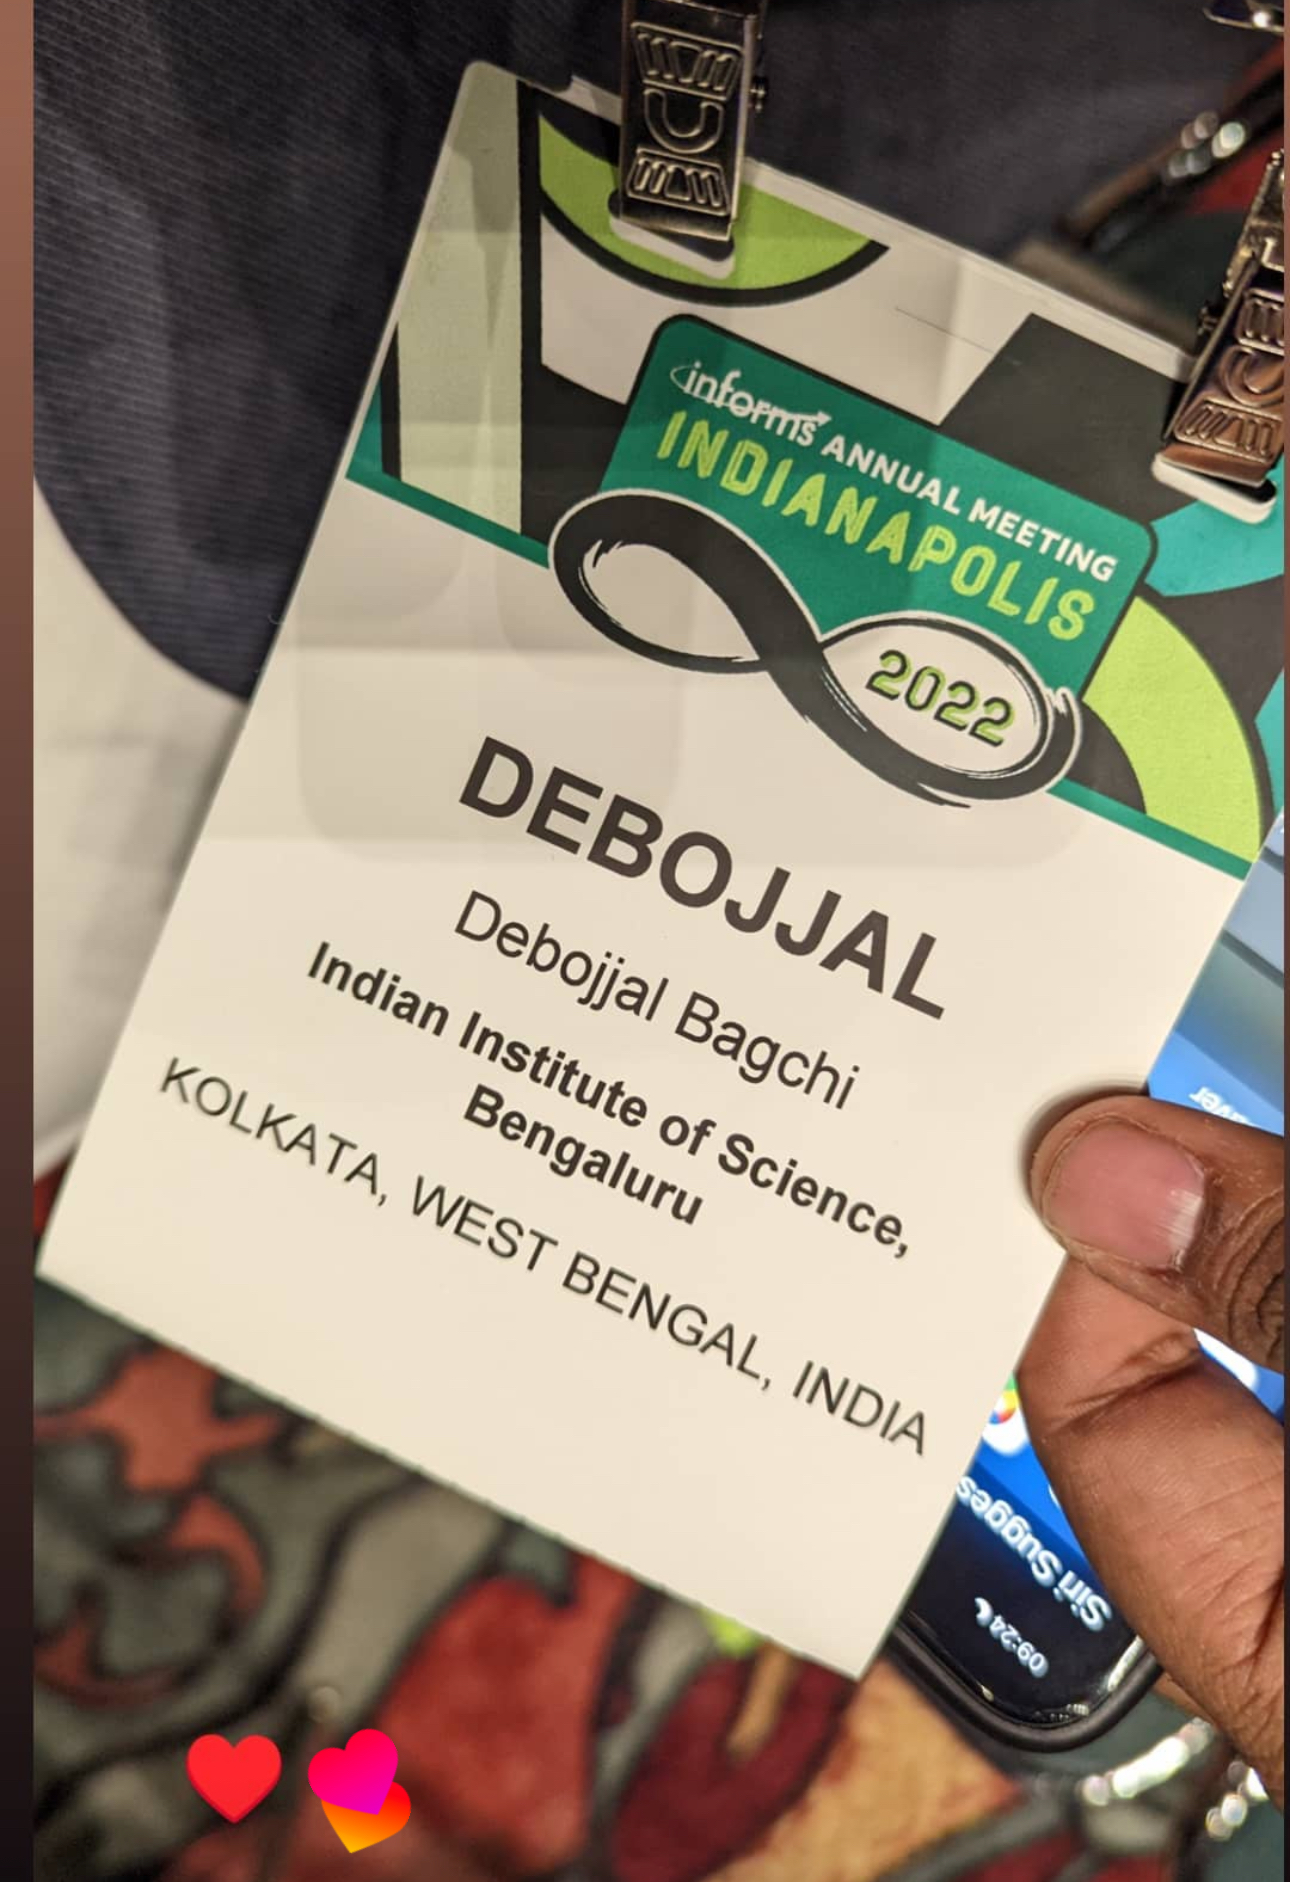 informs ANNUAL MEETING
INDIANAPOLIS
2022
DEBOJJAL
Debojjal Bagchi
Indian Institute of Science,
Bengaluru
KOLKATA, WEST BENGAL, INDIA
Siri Sugges
09:24